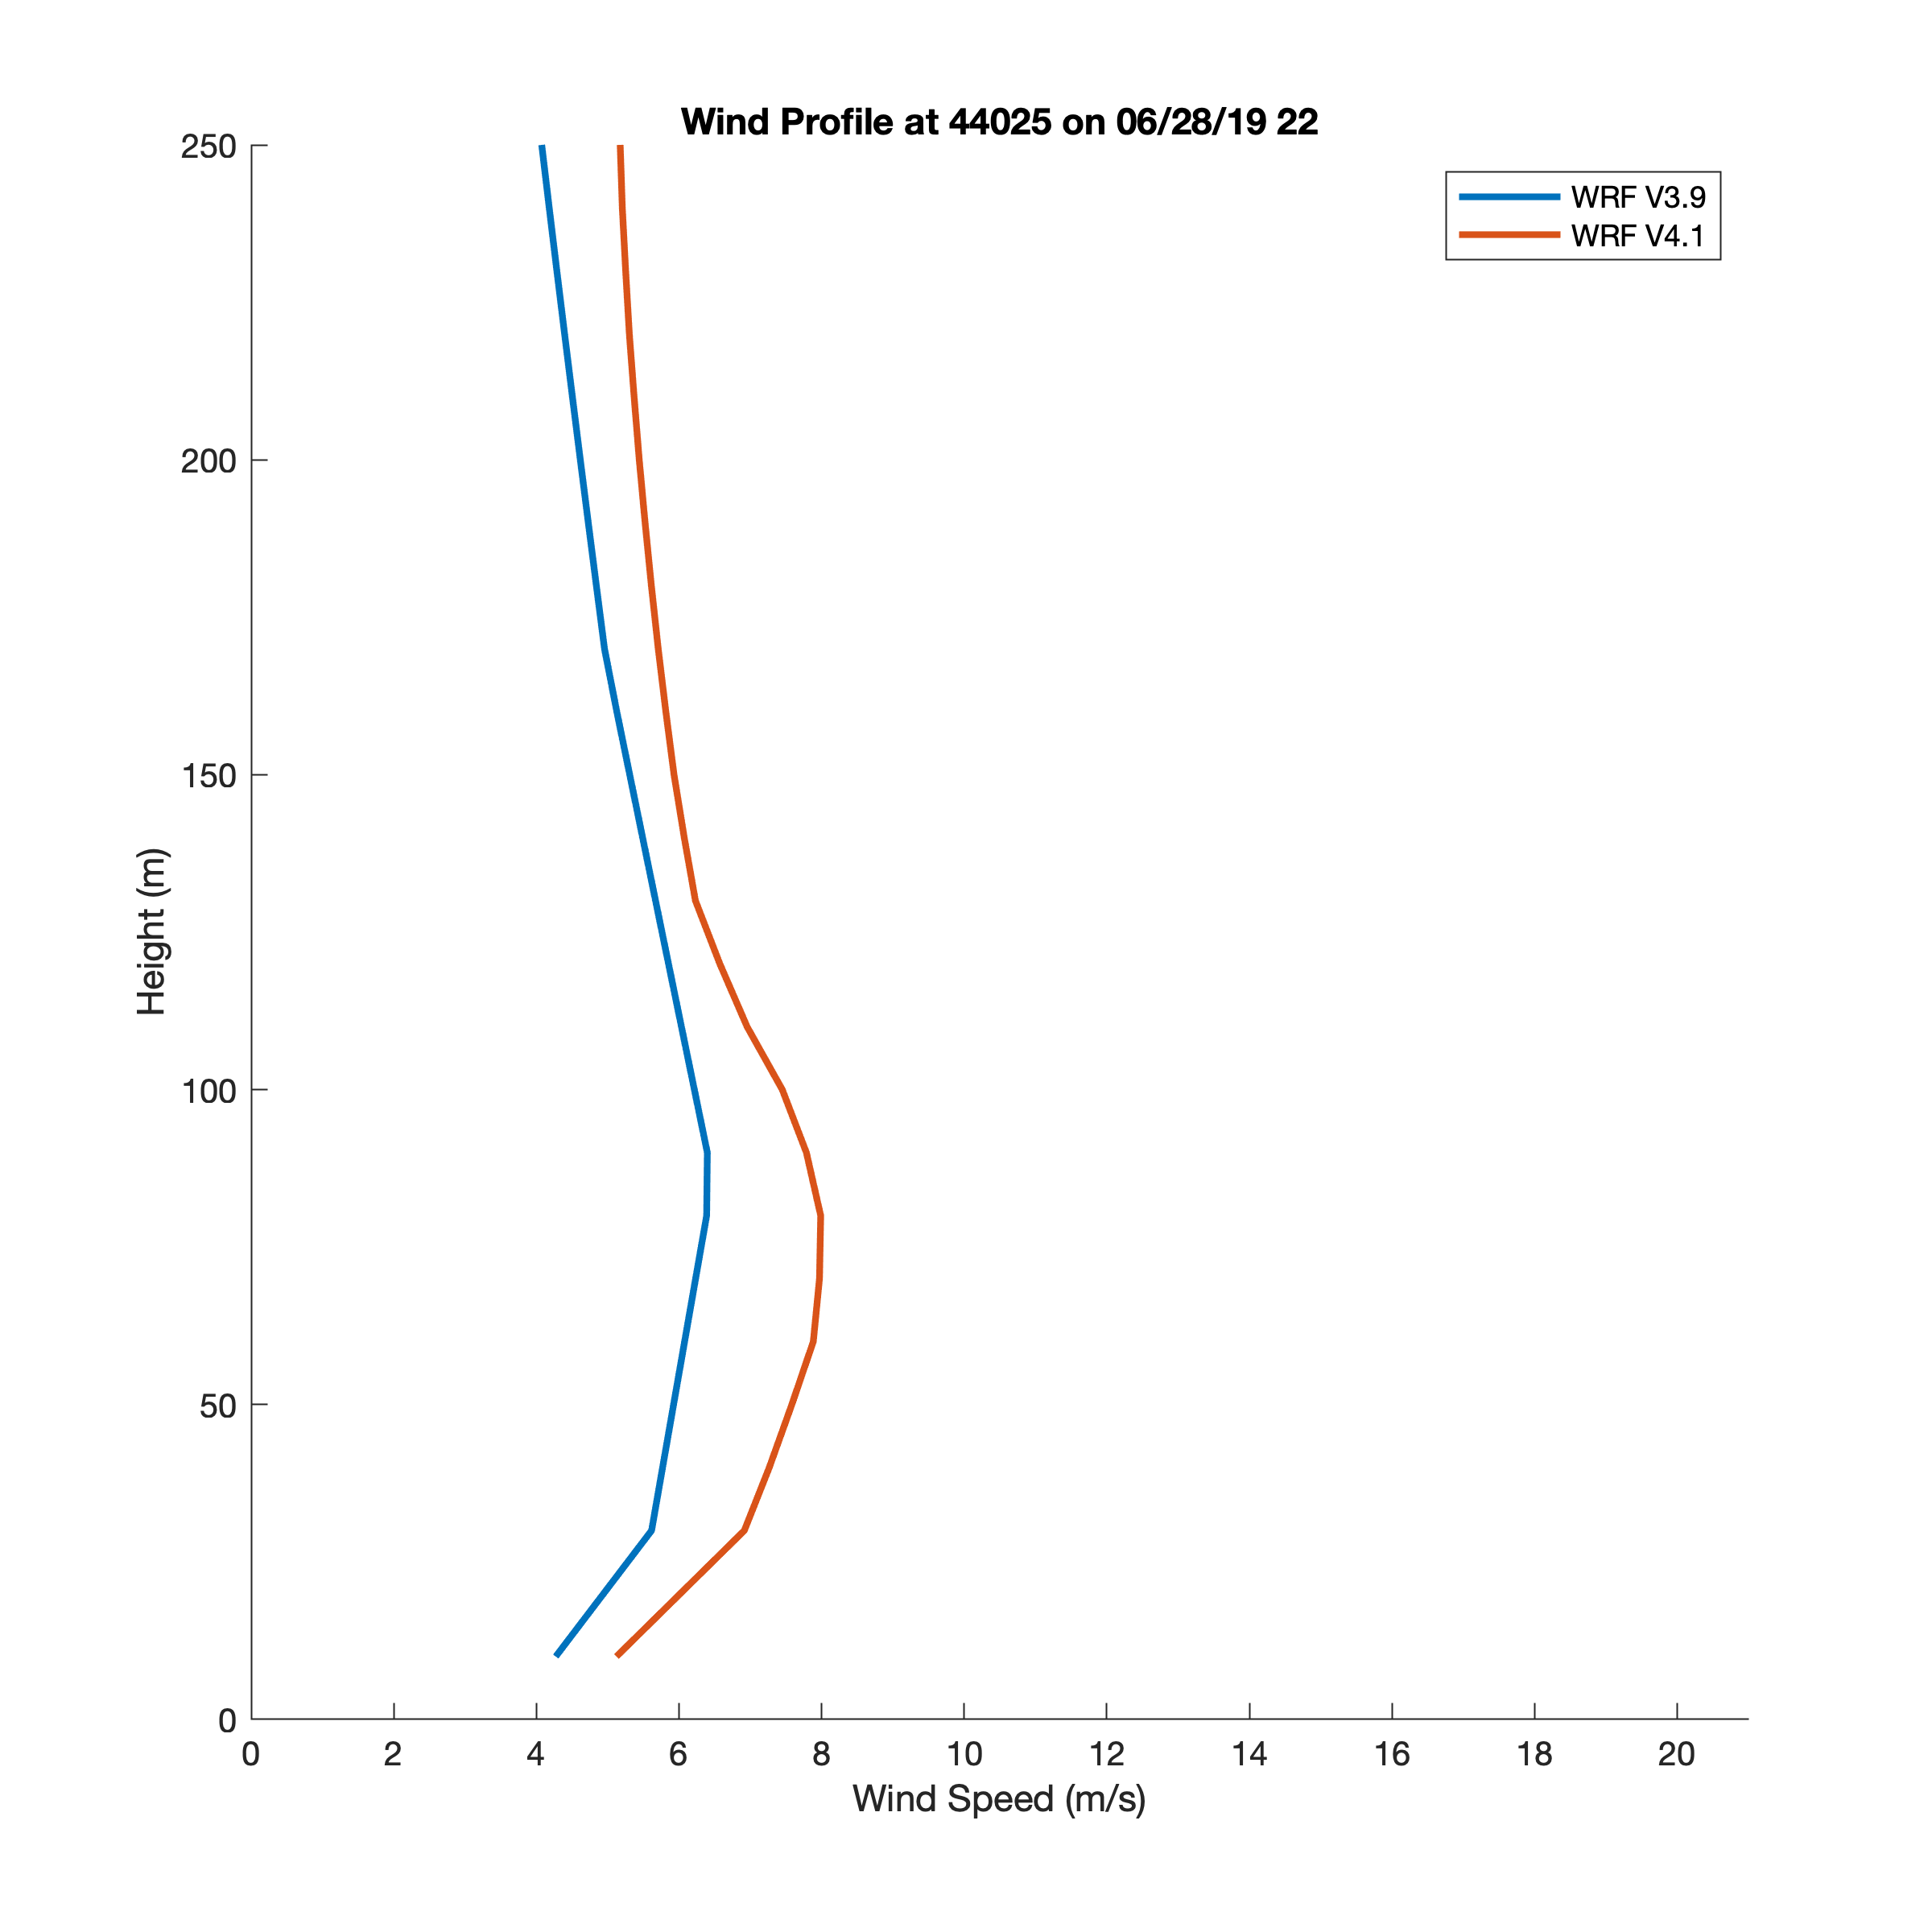 Wind Profile at 44025 on 06/28/19 22
WRF V3.9
WRF V4.1
250
200
150
100
50
0
Height (m)
0 2 4 6 8 10 12 14 16 18 20
Wind Speed (m/s)